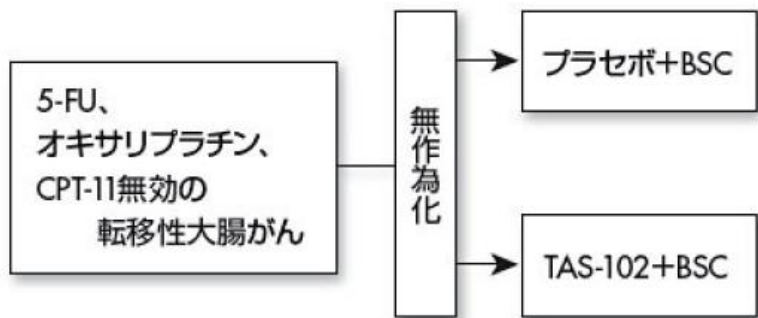 5-FU、
オキサリプラチン、
CPT-11無効の
転移性大腸がん
無作為化
プラセボ+BSC
TAS-102+BSC